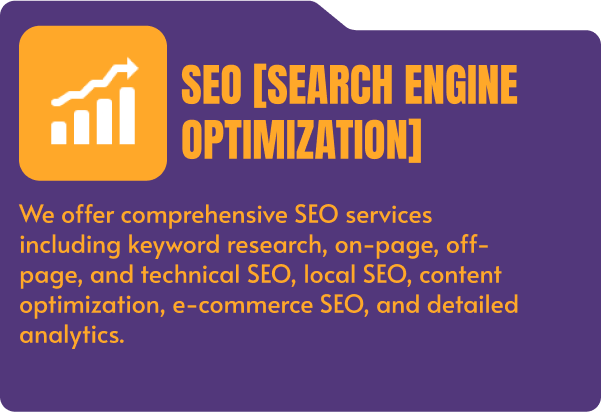 SEO [SEARCH ENGINE
OPTIMIZATION]
We offer comprehensive SEO services
including keyword research, on-page, off-
page, and technical SEO, local SEO, content
optimization, e-commerce SEO, and detailed
analytics.